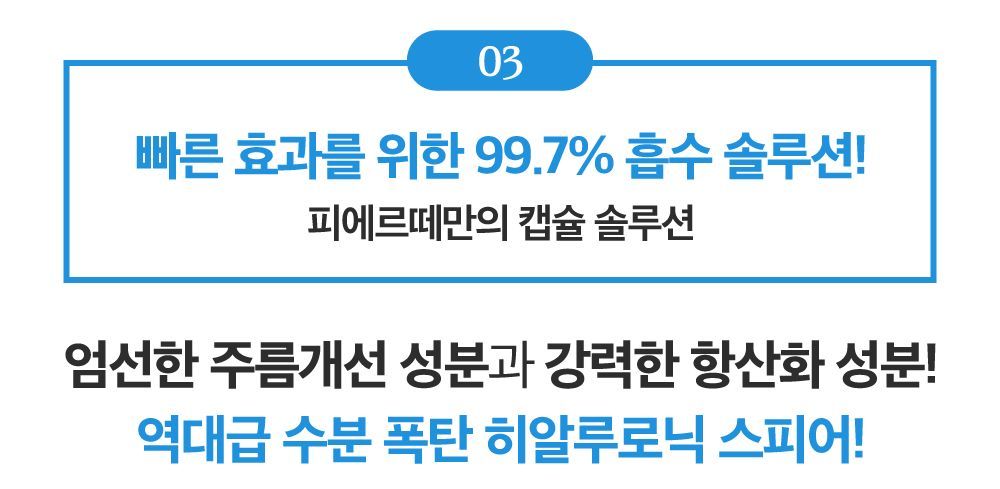 03
빠른 효과를 위한 99.7% 흡수 솔루션!
피에르떼만의 캡슐 솔루션
엄선한 주름개선 성분과 강력한 항산화 성분!
역대급 수분 폭탄 히알루로닉 스피어!